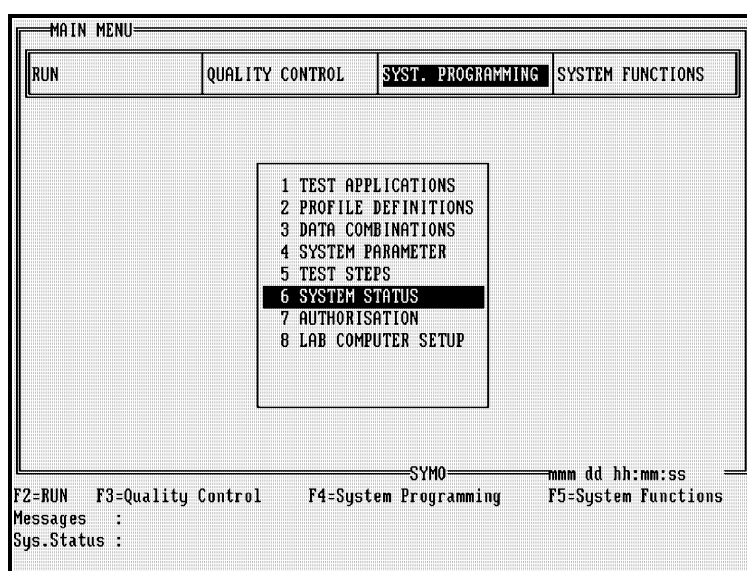 MAIN MENU
RUN QUALITY CONTROL SYST. PROGRAMMING SYSTEM FUNCTIONS
1 TEST APPLICATIONS
2 PROFILE DEFINITIONS
3 DATA COMBINATIONS
4 SYSTEM PARAMETER
5 TEST STEPS
6 SYSTEM STATUS
7 AUTHORISATION
8 LAB COMPUTER SETUP
SYMO mmm dd hh:mm:ss
F2=RUN F3=Quality Control F4=System Programming F5=System Functions
Messages :
Sys.Status :